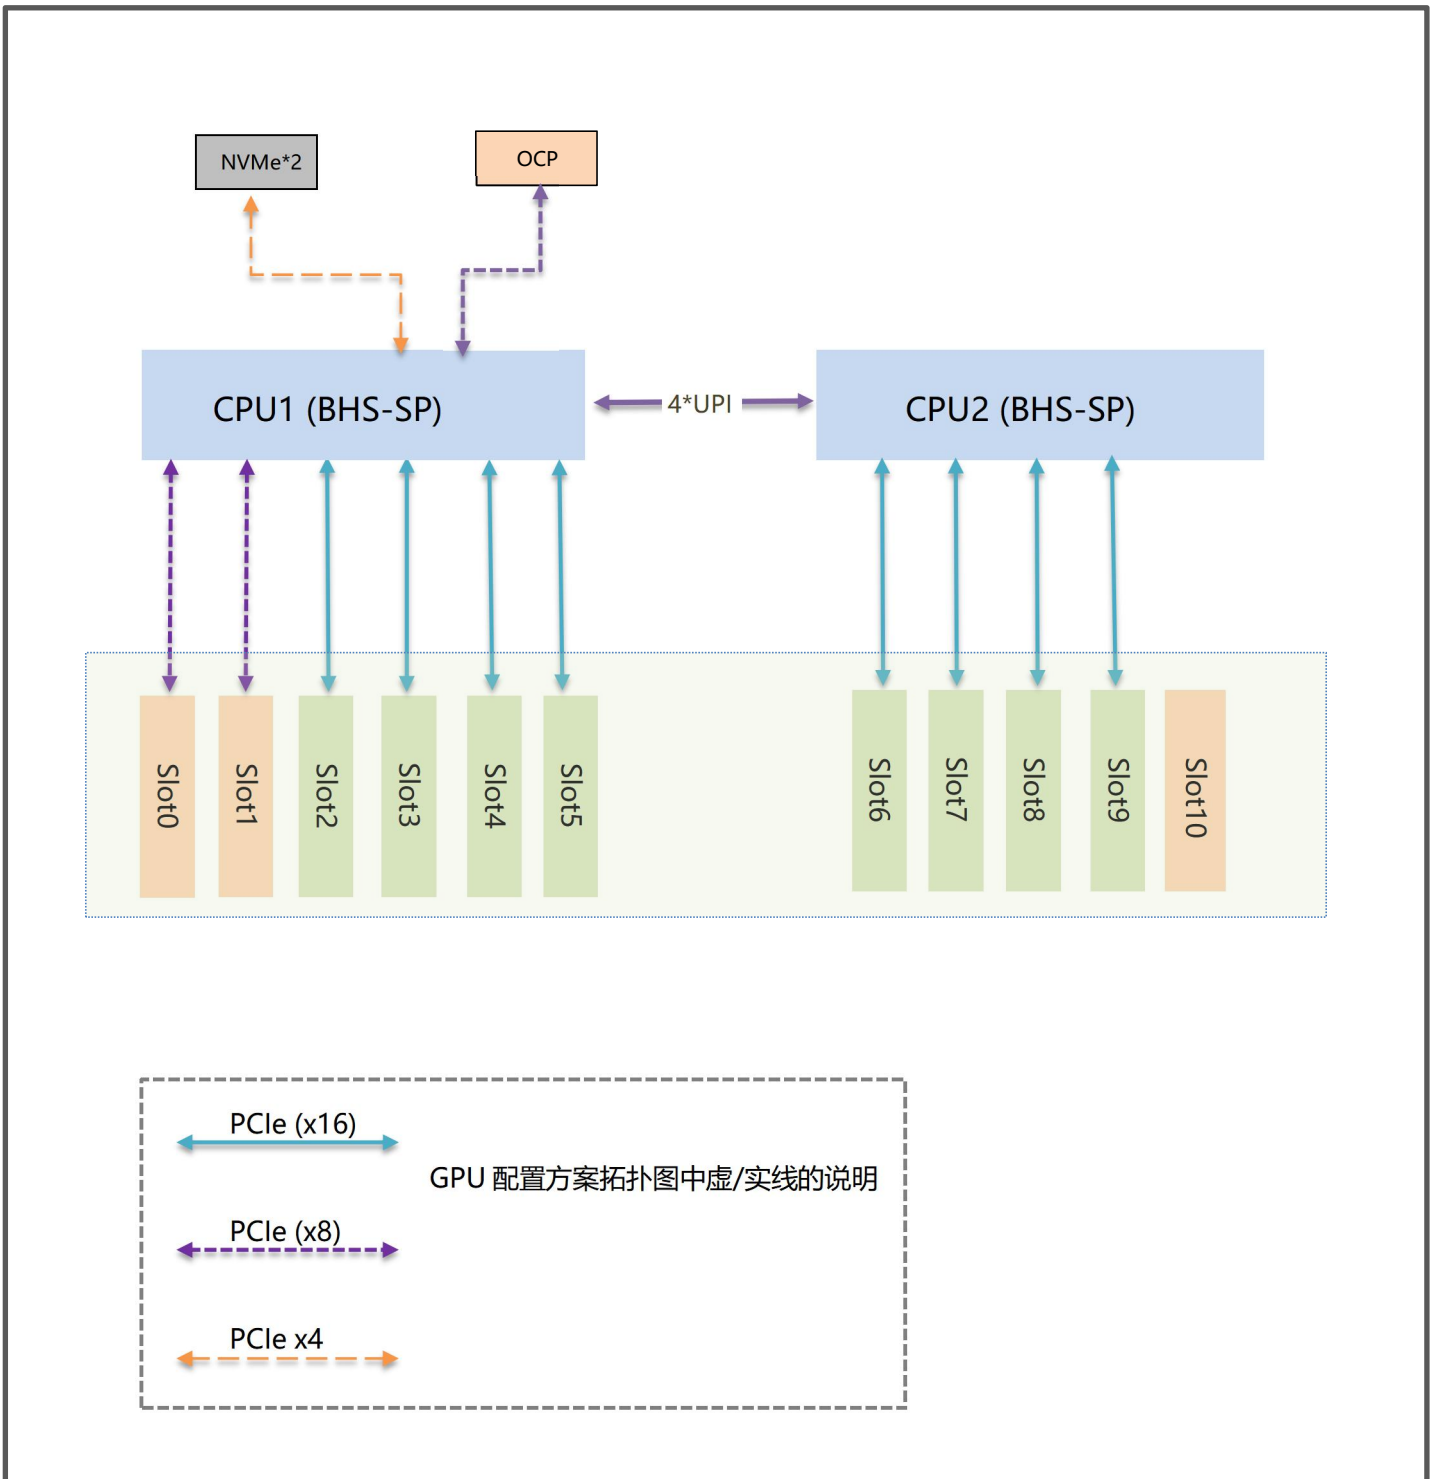 NVMe*2
OCP
CPU1 (BHS-SP)
4*UPI
CPU2 (BHS-SP)
Slot0
Slot1
Slot2
Slot3
Slot4
Slot5
Slot6
Slot7
Slot8
Slot9
Slot10
PCIe (x16)
GPU 配置方案拓扑图中虚/实线的说明
PCIe (x8)
PCIe x4